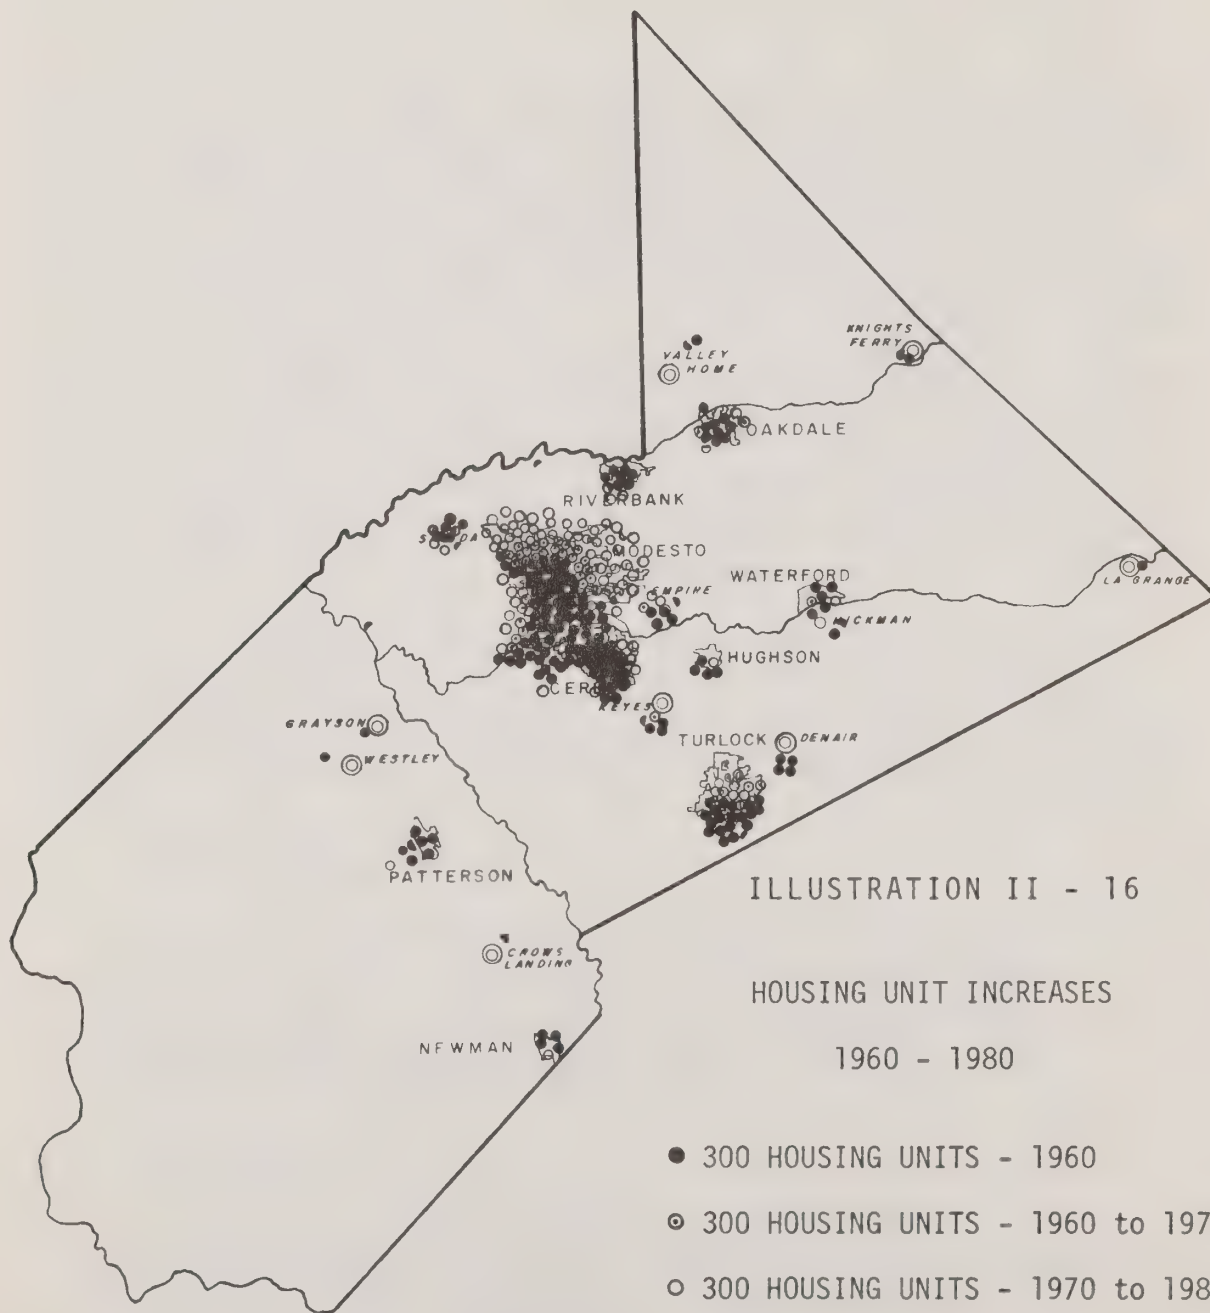 KNIGHTS
FERRY
VALLEY
HOME
OAKDALE
RIVERBANK
MODESTO
WATERFORD
LA GRANGE
EMPIRE
HICKMAN
HUGHSON
KEYES
GRAYSON
TURLOCK
DENAIR
WESTLEY
PATTERSON
ILLUSTRATION II - 16
CROWS
LANDING
HOUSING UNIT INCREASES
NEWMAN
1960 - 1980
300 HOUSING UNITS - 1960
300 HOUSING UNITS - 1960 to 197
300 HOUSING UNITS - 1970 to 198